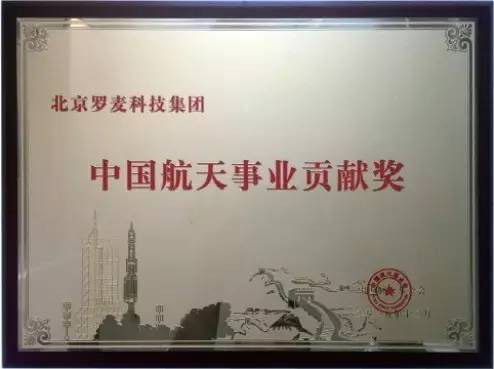 北京罗麦科技集团
中国航天事业贡献奖